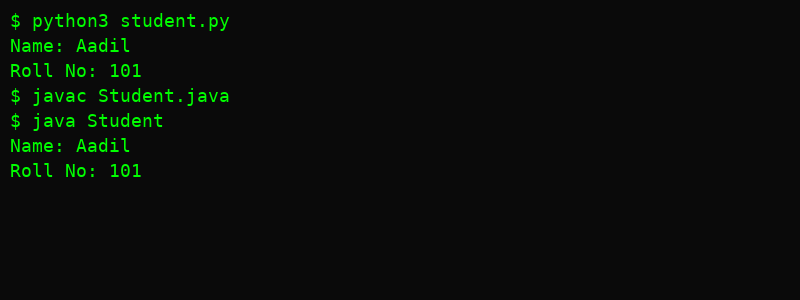 $ python3 student.py
Name: Aadil
Roll No: 101
$ javac Student.java
$ java Student
Name: Aadil
Roll No: 101